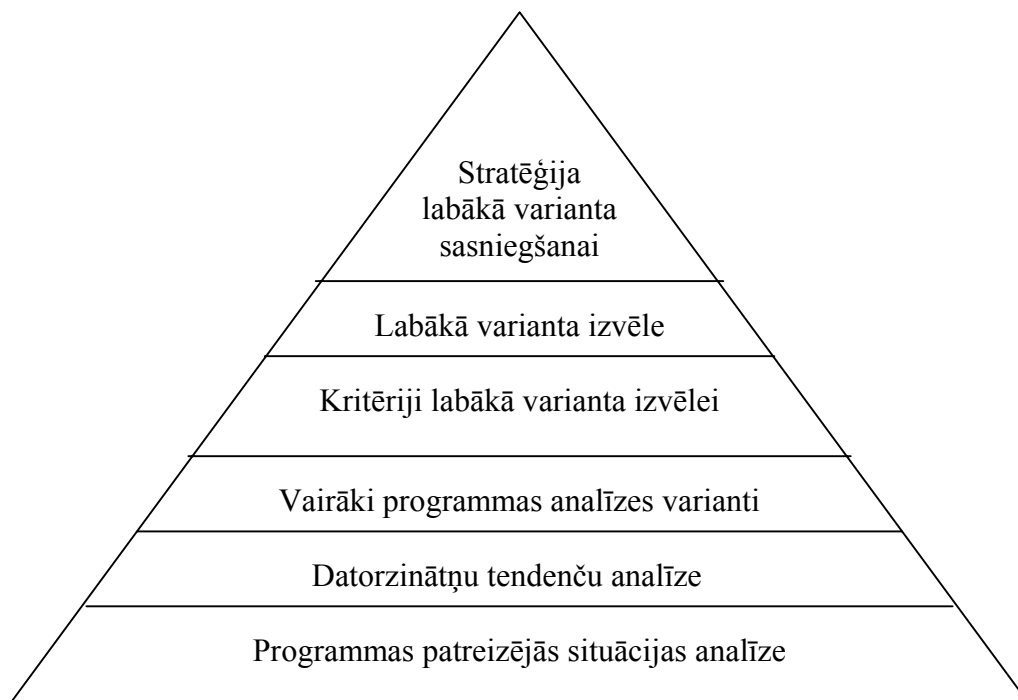 Stratēģija
labākā varianta
sasniegšanai
Labākā varianta izvēle
Kritēriji labākā varianta izvēlei
Vairāki programmas analīzes varianti
Datorzinātņu tendenču analīze
Programmas patreizējās situācijas analīze